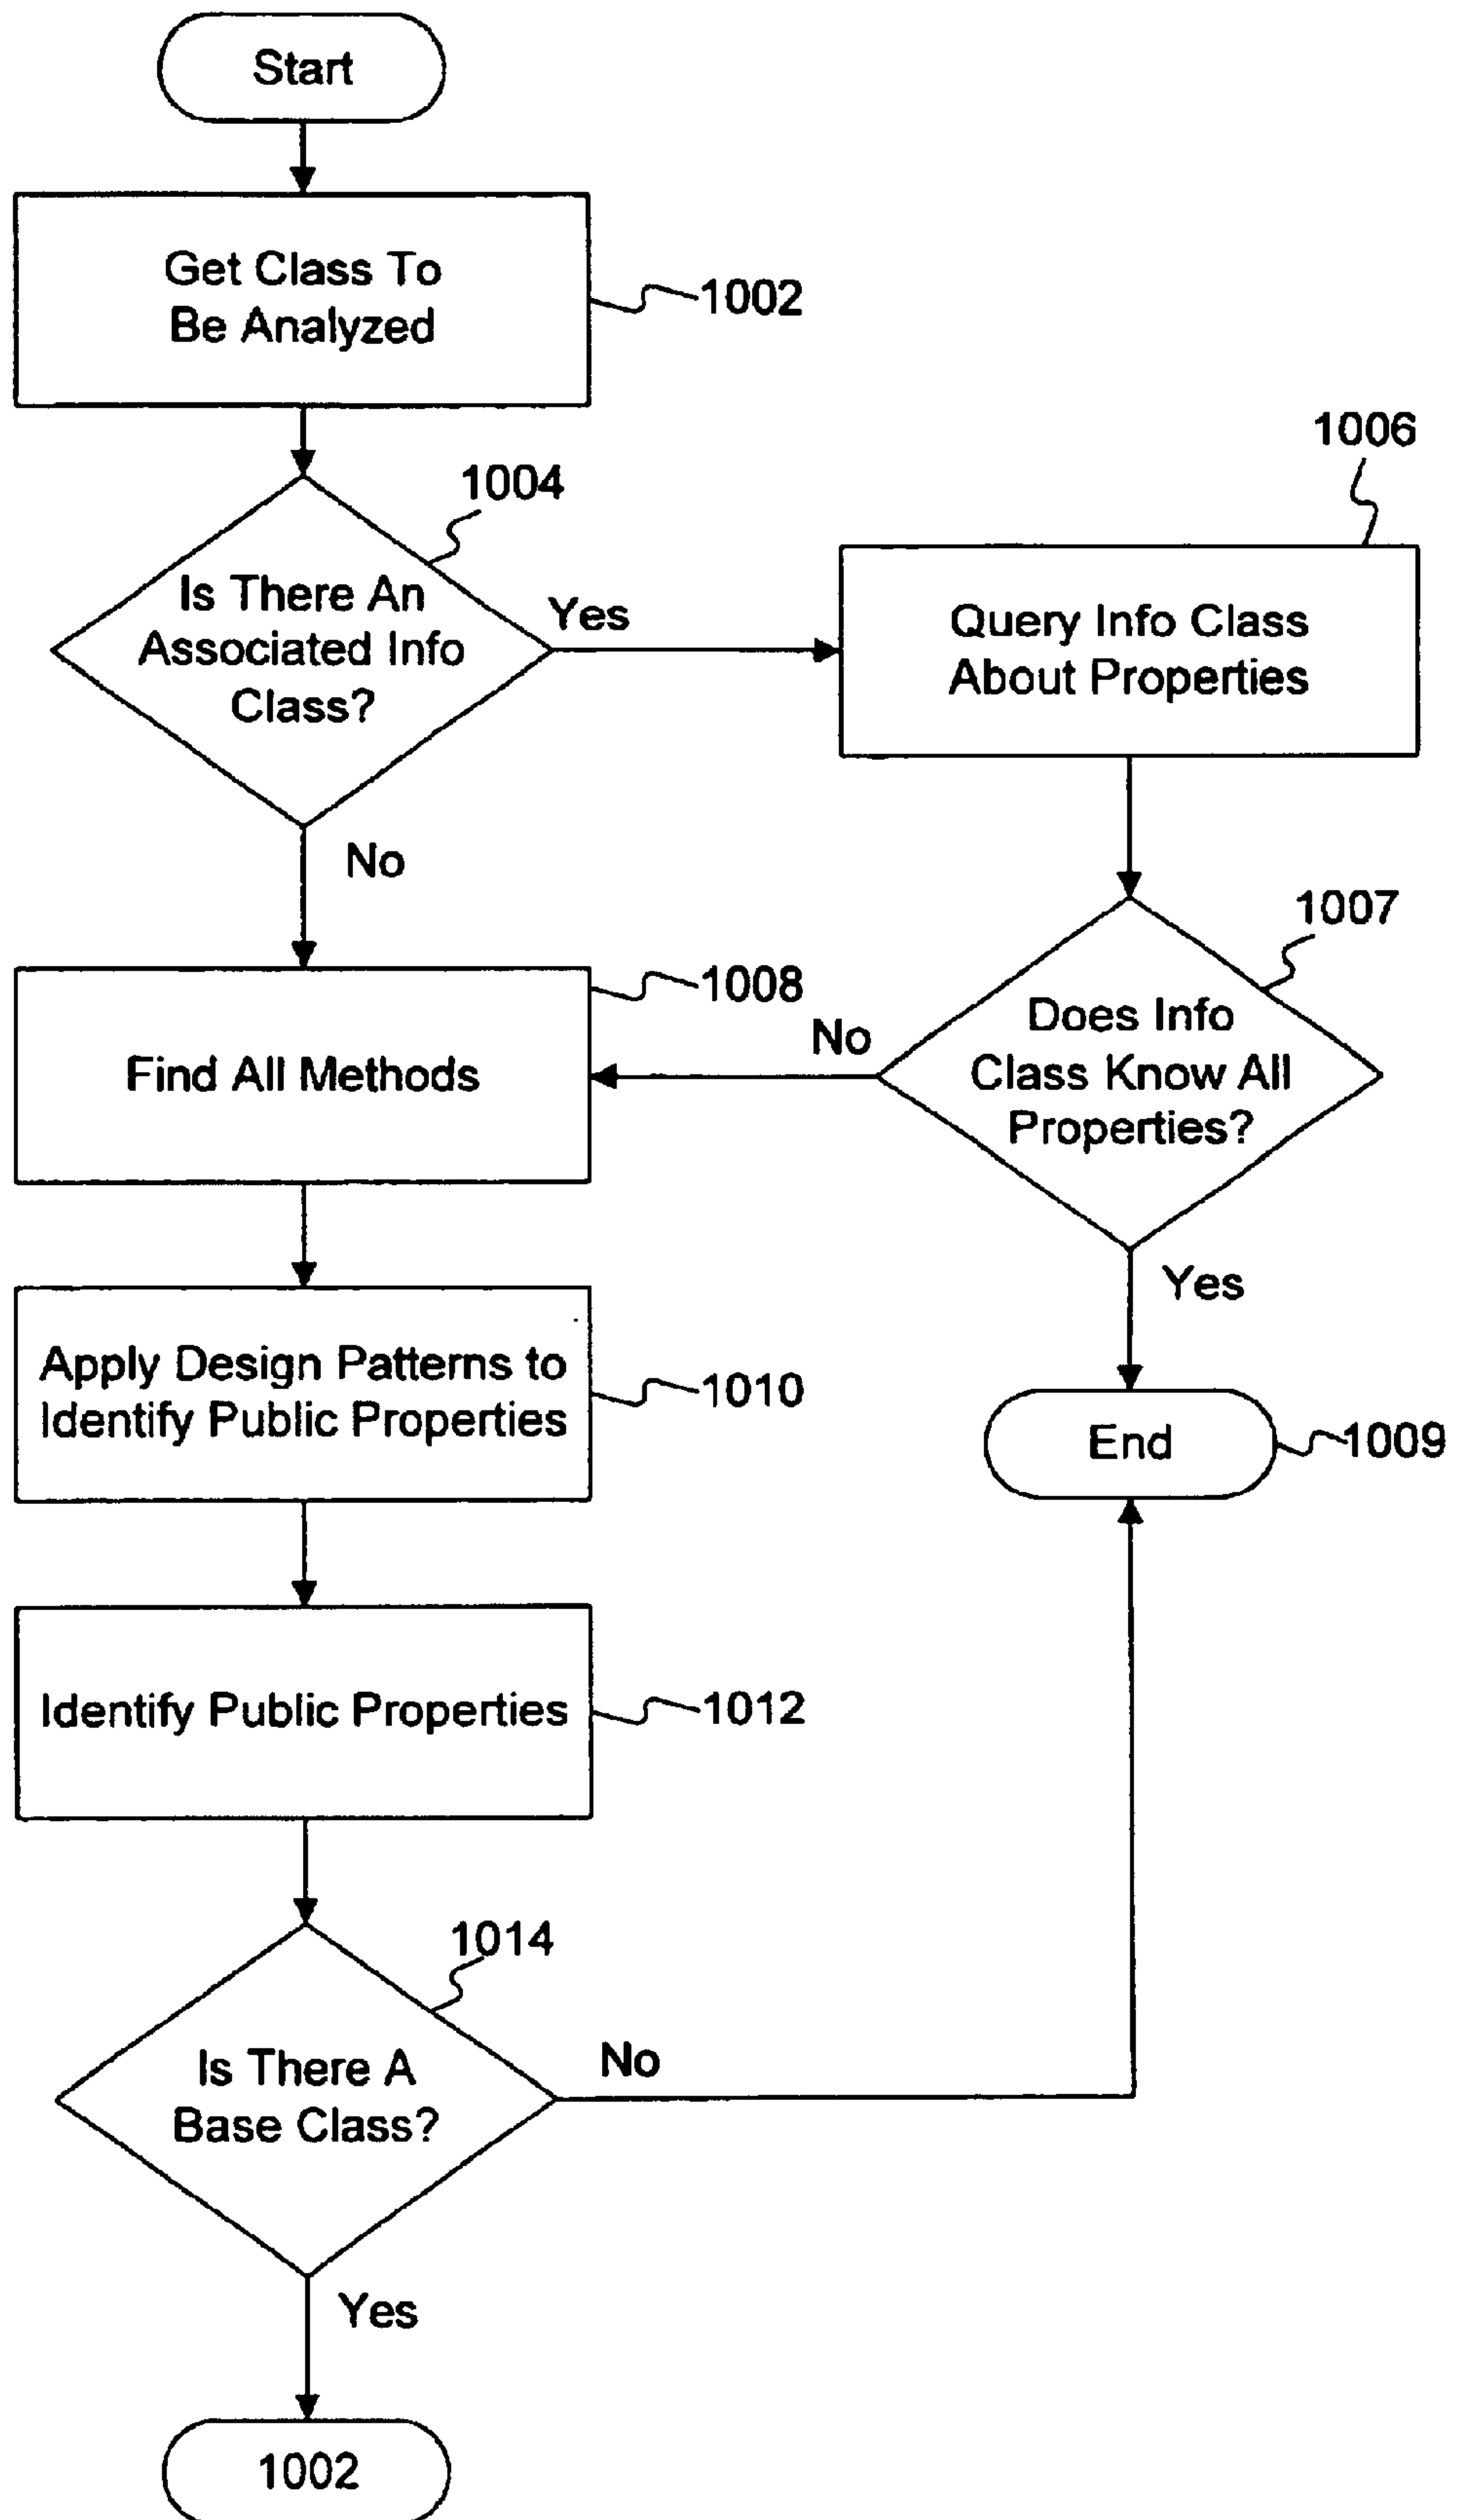 Start
Get Class To
Be Analyzed
1002
1004
Is There An
Associated Info
Class?
Yes
No
1006
Query Info Class
About Properties
1007
Does Info
Class Know All
Properties?
No
Yes
1008
Find All Methods
Apply Design Patterns to
Identify Public Properties
1010
End
1009
Identify Public Properties
1012
1014
Is There A
Base Class?
No
Yes
1002